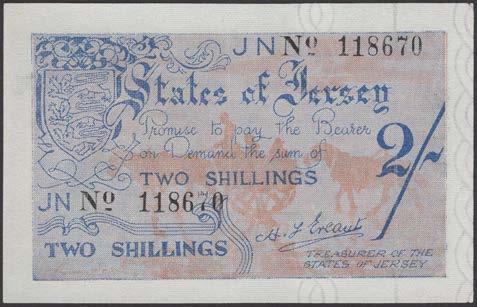 JN Nº 118670
States of Jersey
Promise to pay the Bearer
on Demand the sum of
TWO SHILLINGS
2/-
JN Nº 118670
H F Ereaut
TWO SHILLINGS
TREASURER OF THE
STATES OF JERSEY